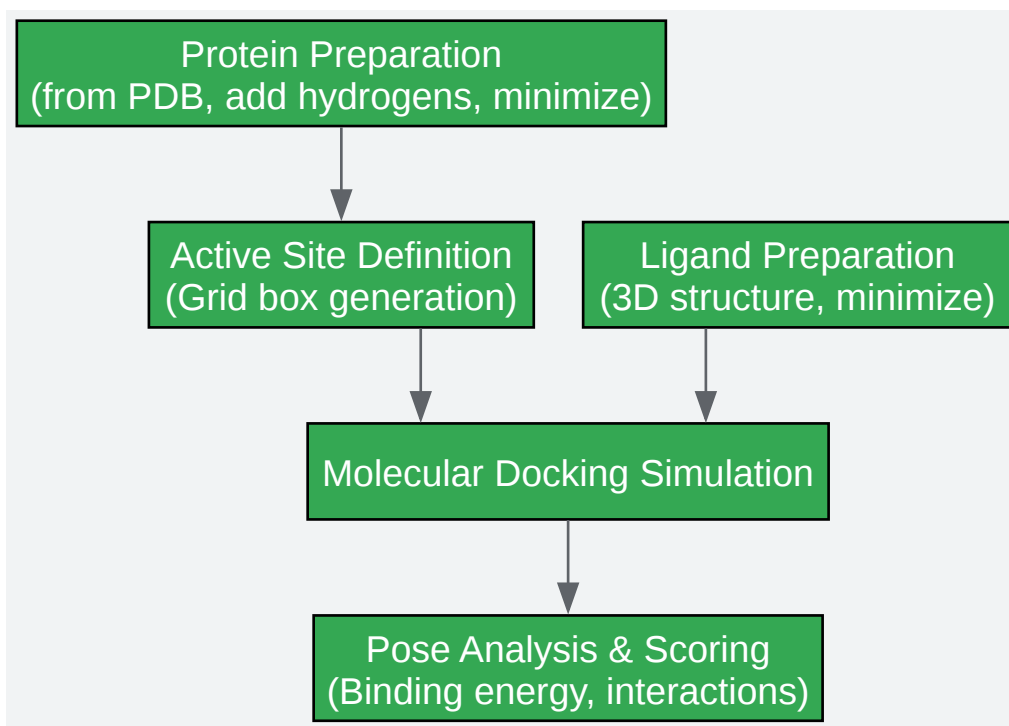 Protein Preparation
(from PDB, add hydrogens, minimize)
Active Site Definition
(Grid box generation)
Ligand Preparation
(3D structure, minimize)
Molecular Docking Simulation
Pose Analysis & Scoring
(Binding energy, interactions)